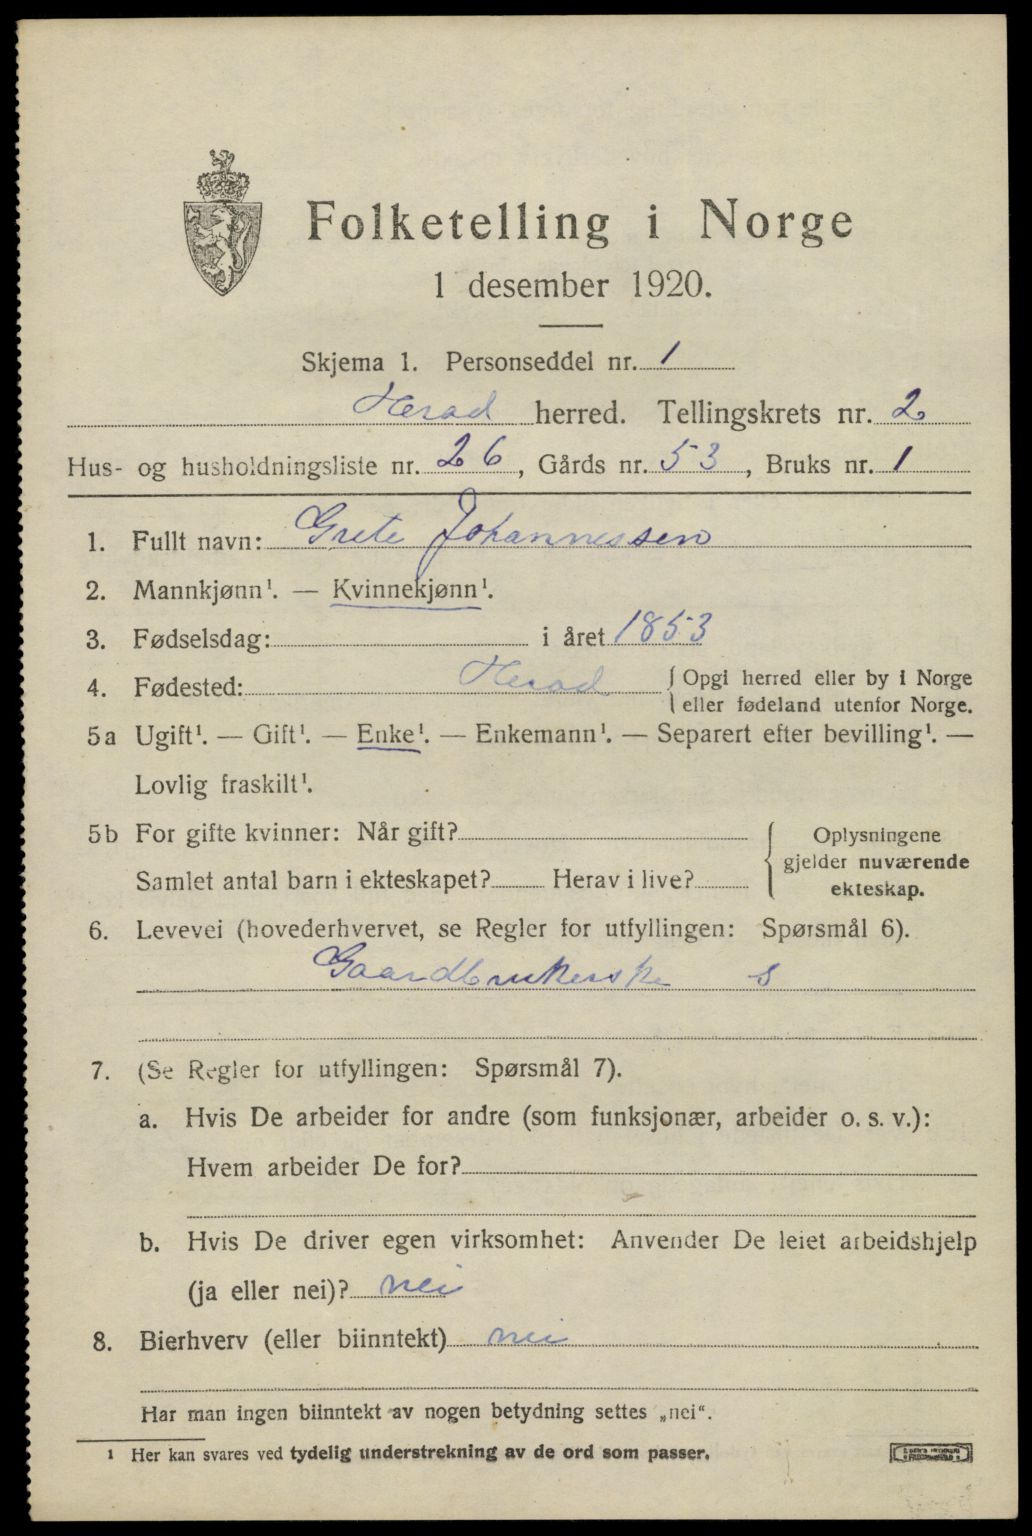 Folketelling i Norge
1 desember 1920.
Skjema 1. Personseddel nr. 1
Herad herred. Tellingskrets nr. 2
Hus- og husholdningsliste nr. 26, Gårds nr. 53, Bruks nr. 1
1. Fullt navn: Grete Johannessen
2. Mannkjønn¹. — Kvinnekjønn¹.
3. Fødselsdag: i året 1853
4. Fødested: Herad { Opgi herred eller by i Norge
eller fødeland utenfor Norge.
5a Ugift¹. — Gift¹. — Enke¹. — Enkemann¹. — Separert efter bevilling¹. —
Lovlig fraskilt¹.
5b For gifte kvinner: Når gift?
Samlet antal barn i ekteskapet? Herav i live?
{ Oplysningene
gjelder nuværende
ekteskap.
6. Levevei (hovederhvervet, se Regler for utfyllingen: Spørsmål 6).
Gaardbrukerske s
7. (Se Regler for utfyllingen: Spørsmål 7).
a. Hvis De arbeider for andre (som funksjonær, arbeider o. s. v.):
Hvem arbeider De for?
b. Hvis De driver egen virksomhet: Anvender De leiet arbeidshjelp
(ja eller nei)? nei
8. Bierhverv (eller biinntekt) nei
Har man ingen biinntekt av nogen betydning settes „nei“.
¹ Her kan svares ved tydelig understrekning av de ord som passer.